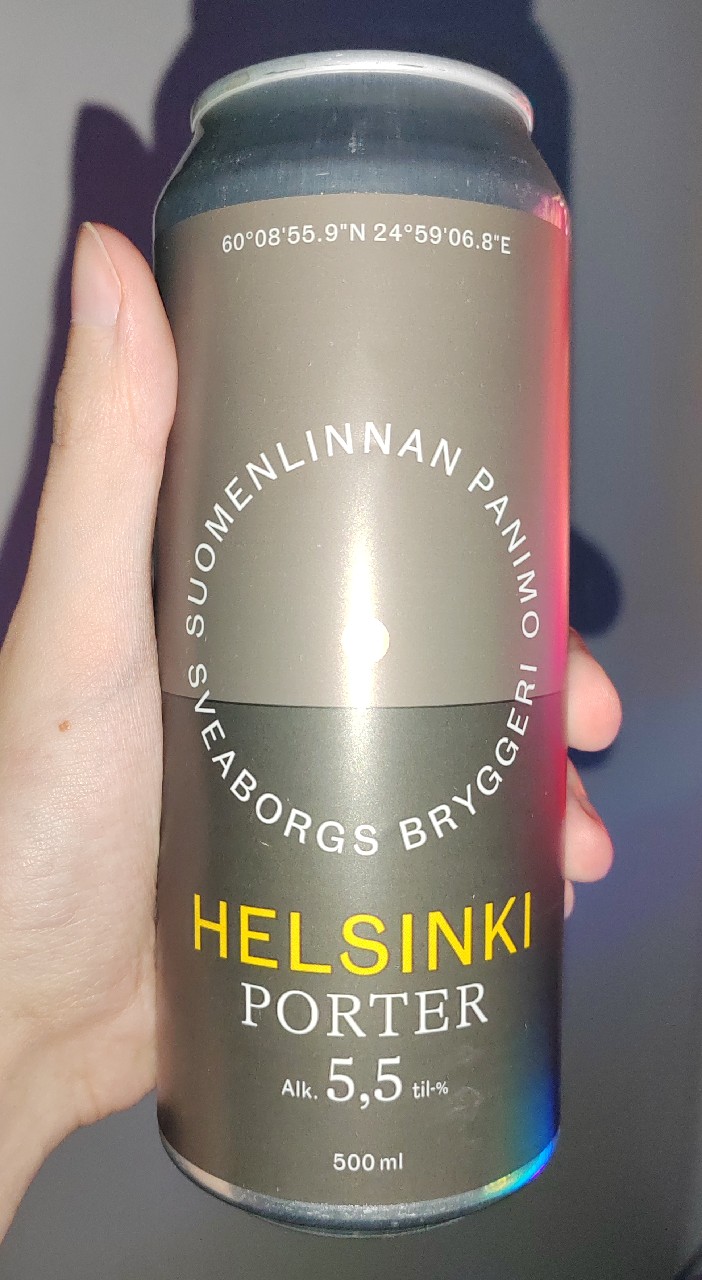 60°08'55.9"N 24°59'06.8"E
SUOMENLINNAN PANIMO
SVEABORGS BRYGGERI
HELSINKI
PORTER
Alk. 5,5 til-%
500 ml